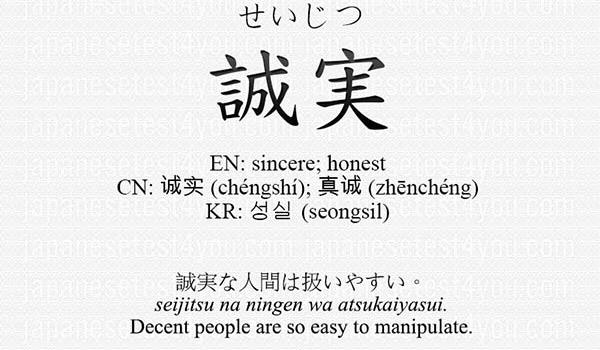 せいじつ
誠実
EN: sincere; honest
CN: 诚实 (chéngshí); 真诚 (zhēnchéng)
KR: 성실 (seongsil)
誠実な人間は扱いやすい。
seijitsu na ningen wa atsukaiyasui.
Decent people are so easy to manipulate.
japanesetest4you.com